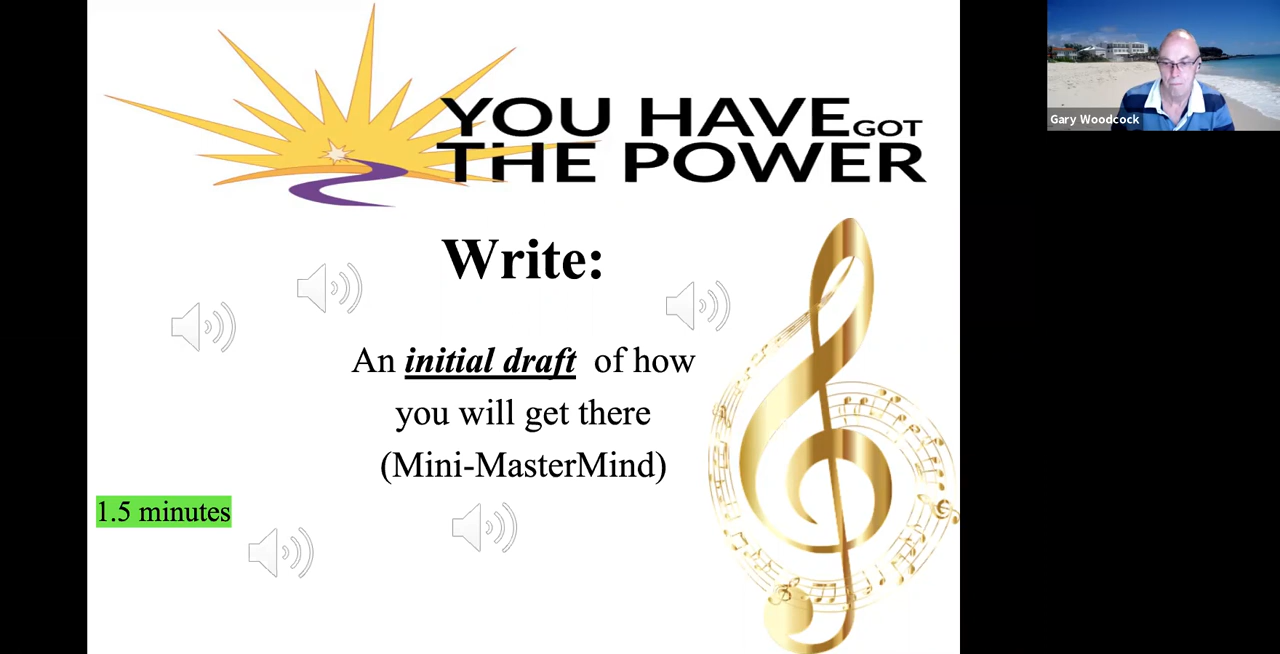 YOU HAVE GOT
THE POWER
Gary Woodcock
Write:
An initial draft of how
you will get there
(Mini-MasterMind)
1.5 minutes